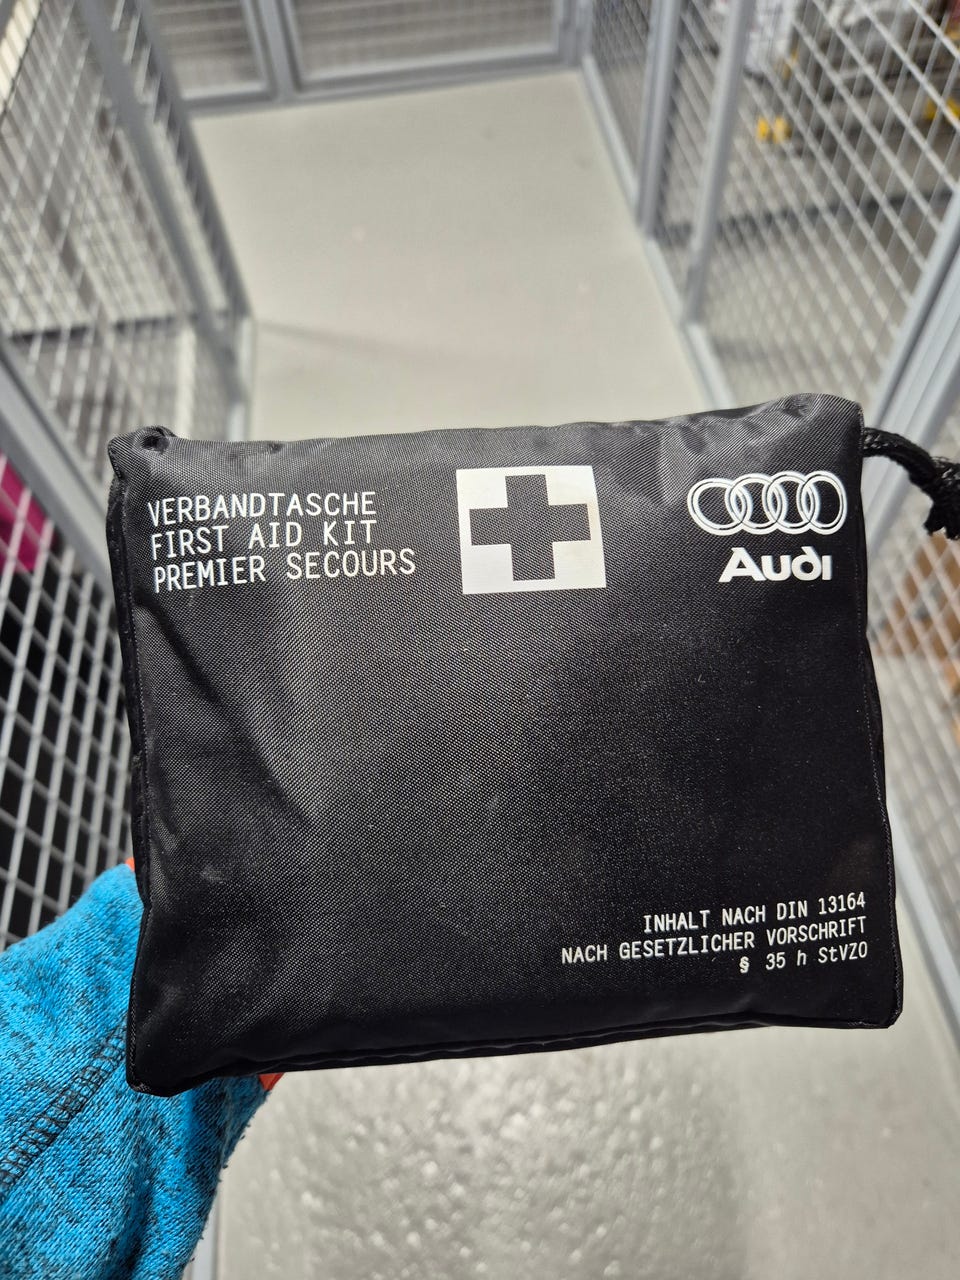 VERBANDTASCHE
FIRST AID KIT
PREMIER SECOURS
Audi
INHALT NACH DIN 13164
NACH GESETZLICHER VORSCHRIFT
§ 35 h StVZO